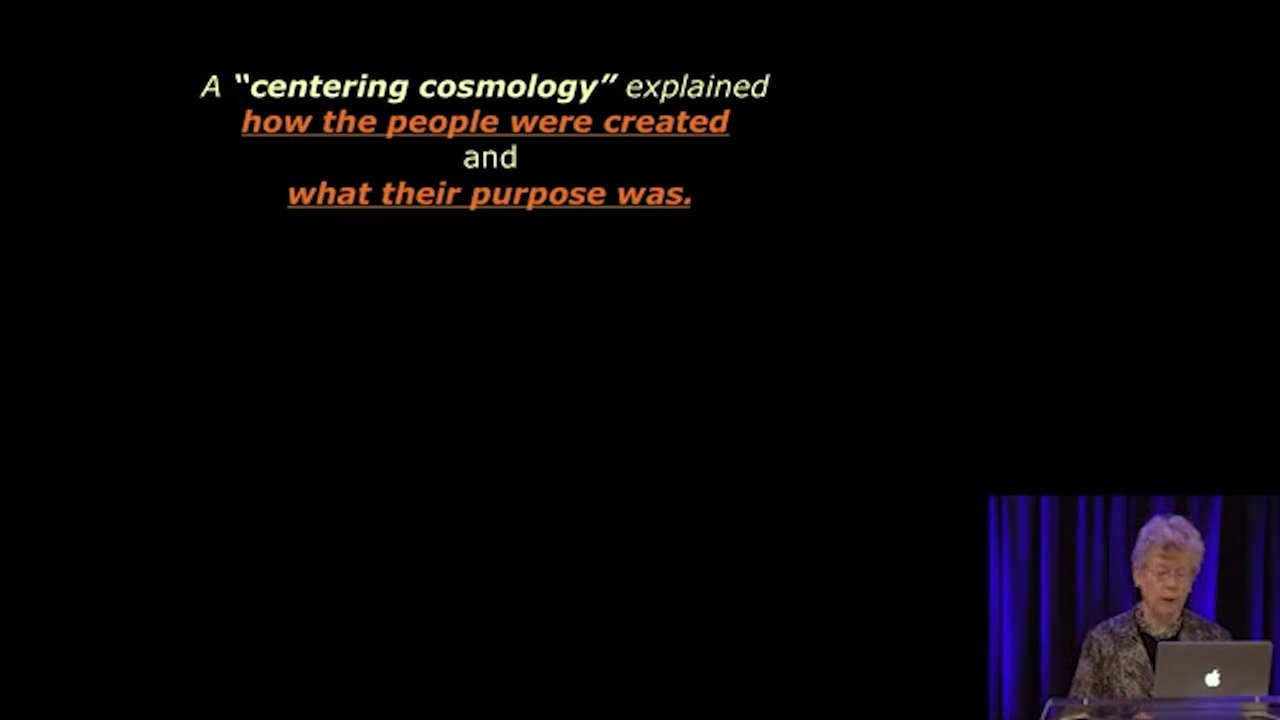 A “centering cosmology” explained
how the people were created
and
what their purpose was.